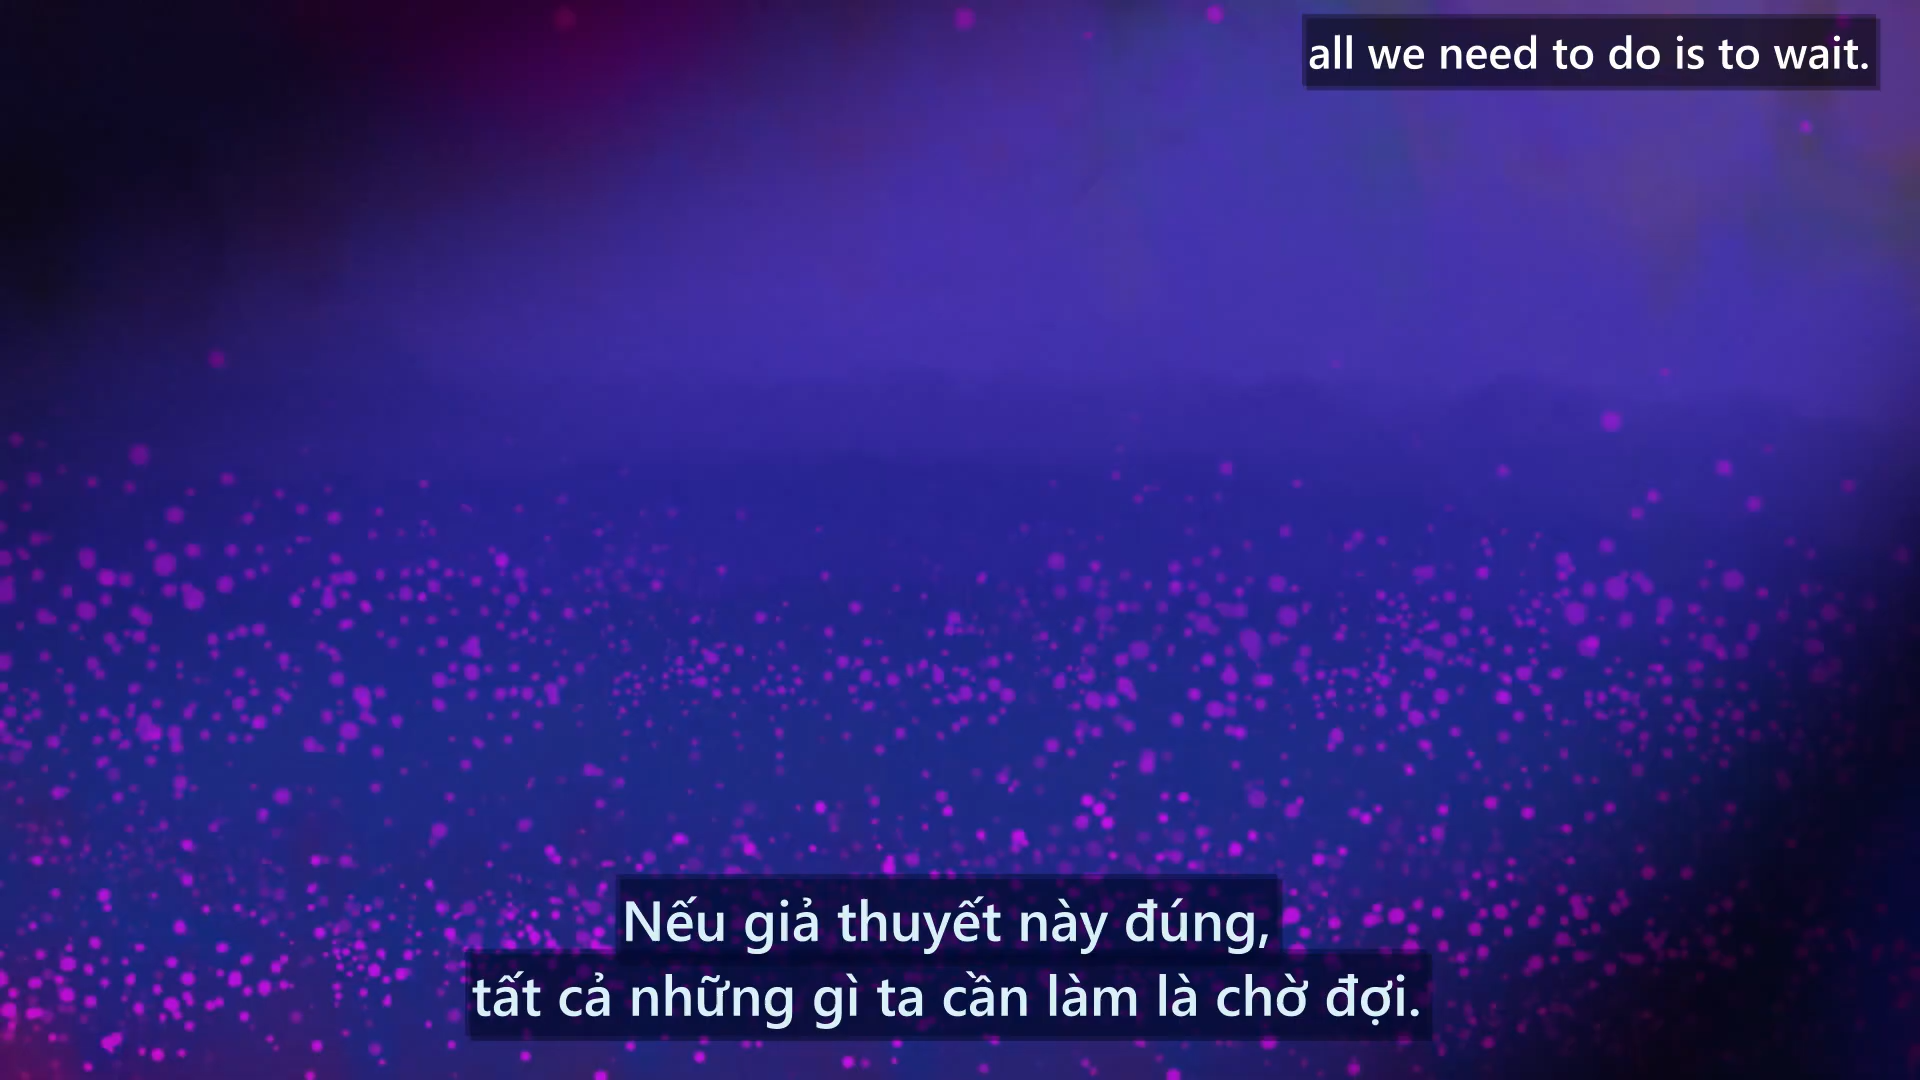 all we need to do is to wait.
Nếu giả thuyết này đúng,
tất cả những gì ta cần làm là chờ đợi.